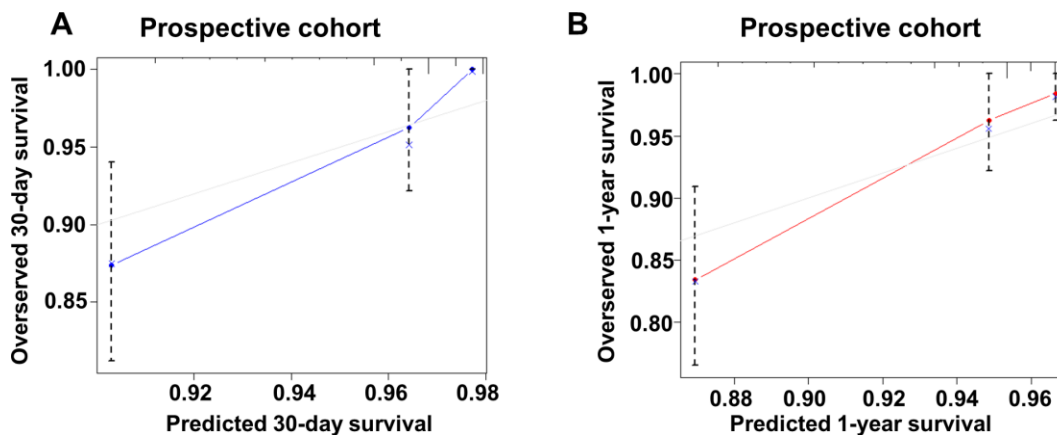 A
Prospective cohort
Overserved 30-day survival
1.00
0.95
0.90
0.85
0.92
0.94
0.96
0.98
Predicted 30-day survival
B
Prospective cohort
Overserved 1-year survival
1.00
0.95
0.90
0.85
0.80
0.88
0.90
0.92
0.94
0.96
Predicted 1-year survival